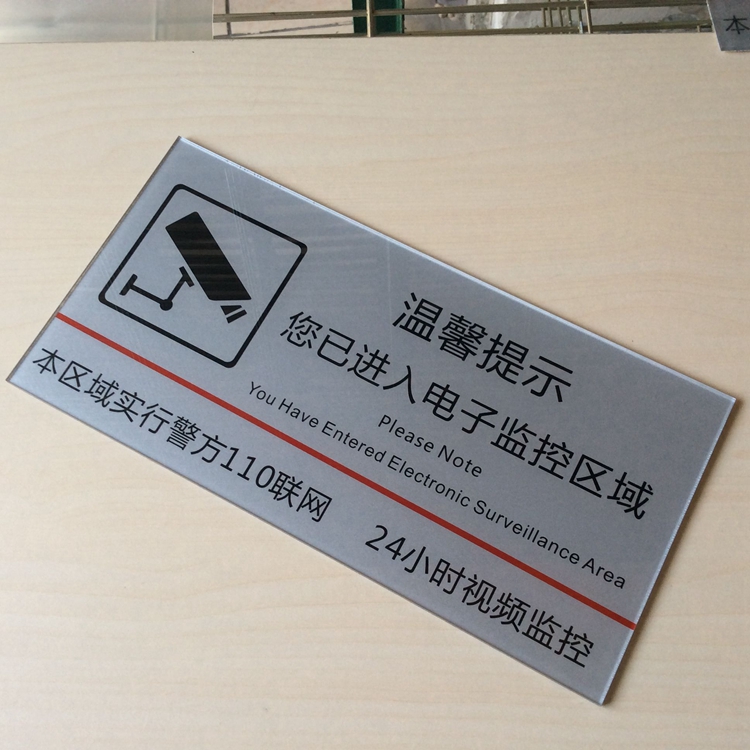 温馨提示
您已进入电子监控区域
Please Note
You Have Entered Electronic Surveillance Area
本区域实行警方110联网 24小时视频监控
本